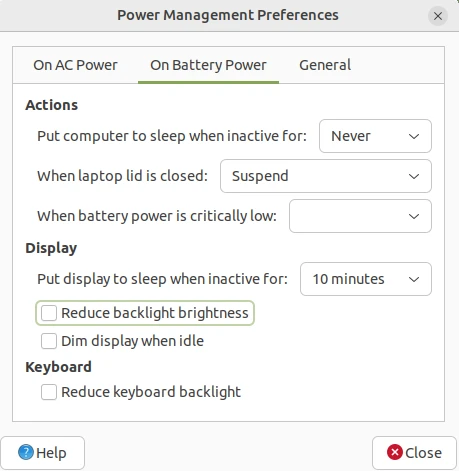 Power Management Preferences
On AC Power On Battery Power General
Actions
Put computer to sleep when inactive for: Never
When laptop lid is closed: Suspend
When battery power is critically low:
Display
Put display to sleep when inactive for: 10 minutes
Reduce backlight brightness
Dim display when idle
Keyboard
Reduce keyboard backlight
Help Close